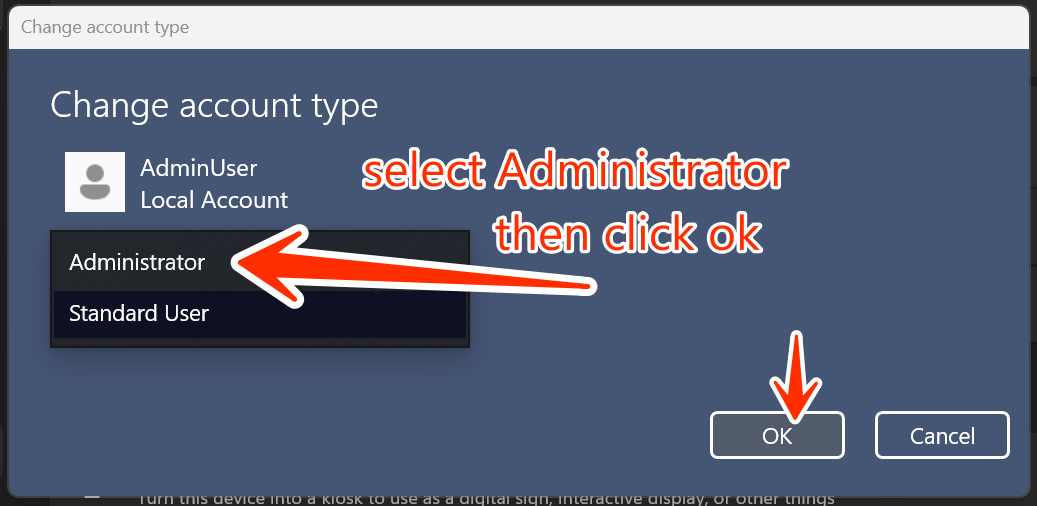 Change account type
Change account type
AdminUser
Local Account
select Administrator
then click ok
Administrator
Standard User
OK
Cancel
Turn this device into a kiosk to use as a digital sign, interactive display, or other things